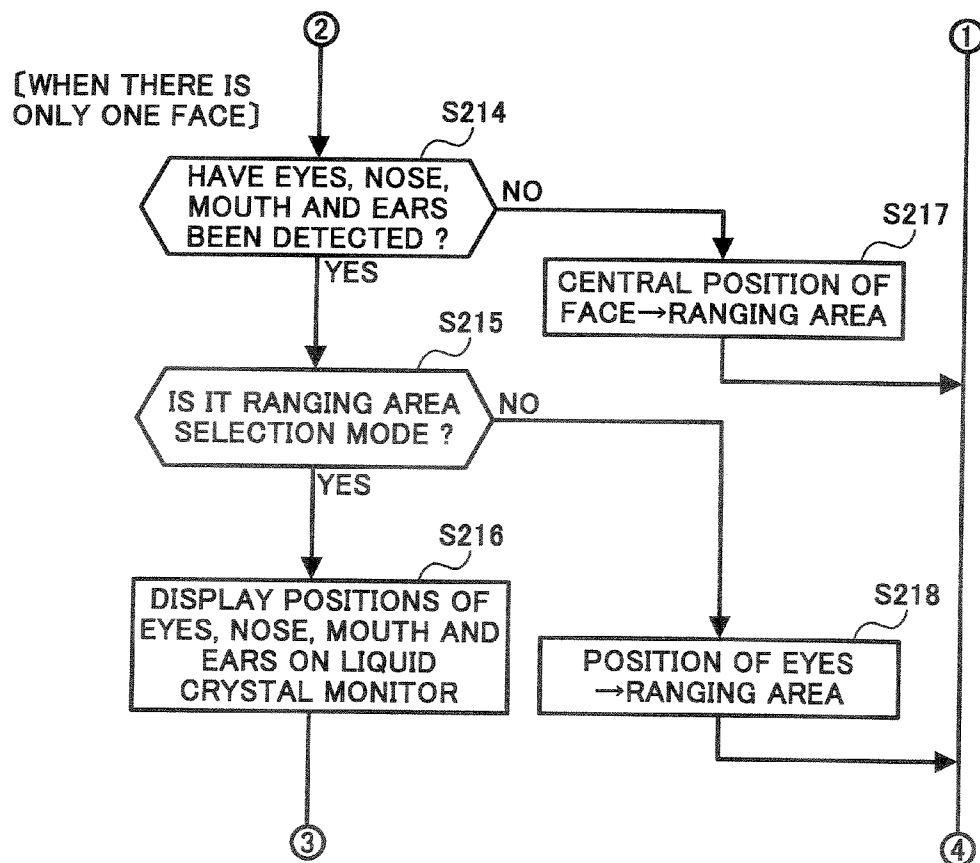 ②
①
[WHEN THERE IS
ONLY ONE FACE]
S214
HAVE EYES, NOSE,
MOUTH AND EARS
BEEN DETECTED ?
NO
YES
S217
CENTRAL POSITION OF
FACE→RANGING AREA
S215
IS IT RANGING AREA
SELECTION MODE ?
NO
YES
S216
DISPLAY POSITIONS OF
EYES, NOSE, MOUTH AND
EARS ON LIQUID
CRYSTAL MONITOR
S218
POSITION OF EYES
→RANGING AREA
③
④